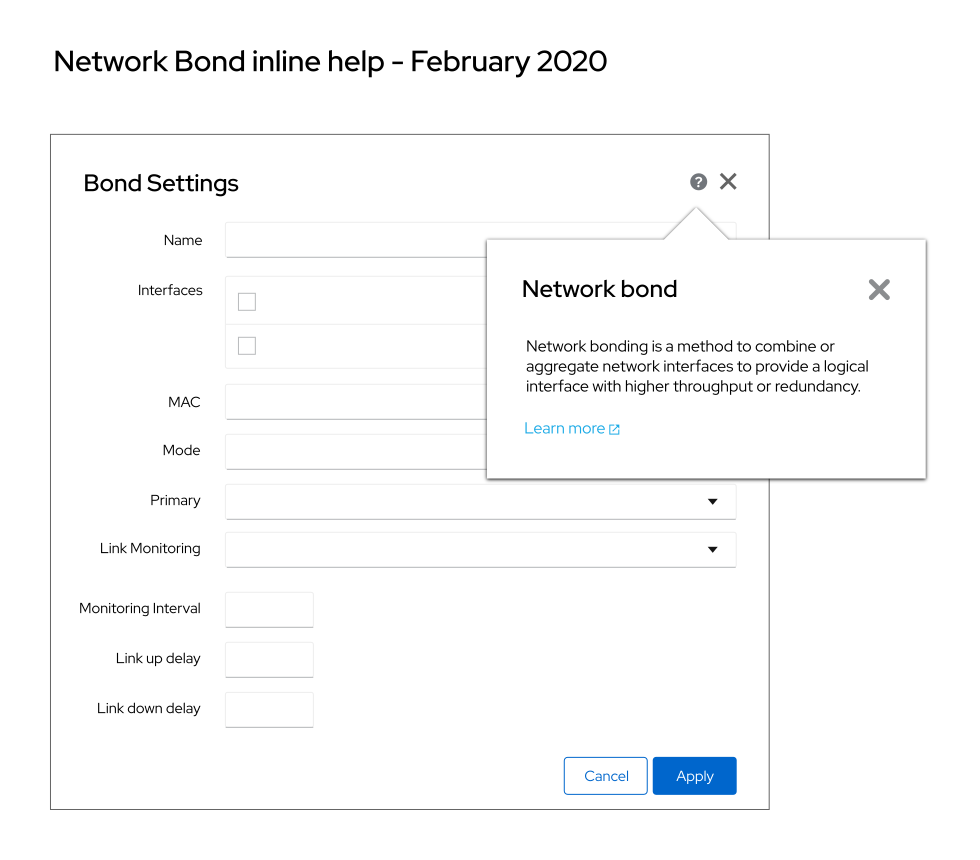 Network Bond inline help - February 2020
Bond Settings
Name
Interfaces
MAC
Mode
Primary
Link Monitoring
Monitoring Interval
Link up delay
Link down delay
Network bond
Network bonding is a method to combine or
aggregate network interfaces to provide a logical
interface with higher throughput or redundancy.
Learn more
Cancel
Apply